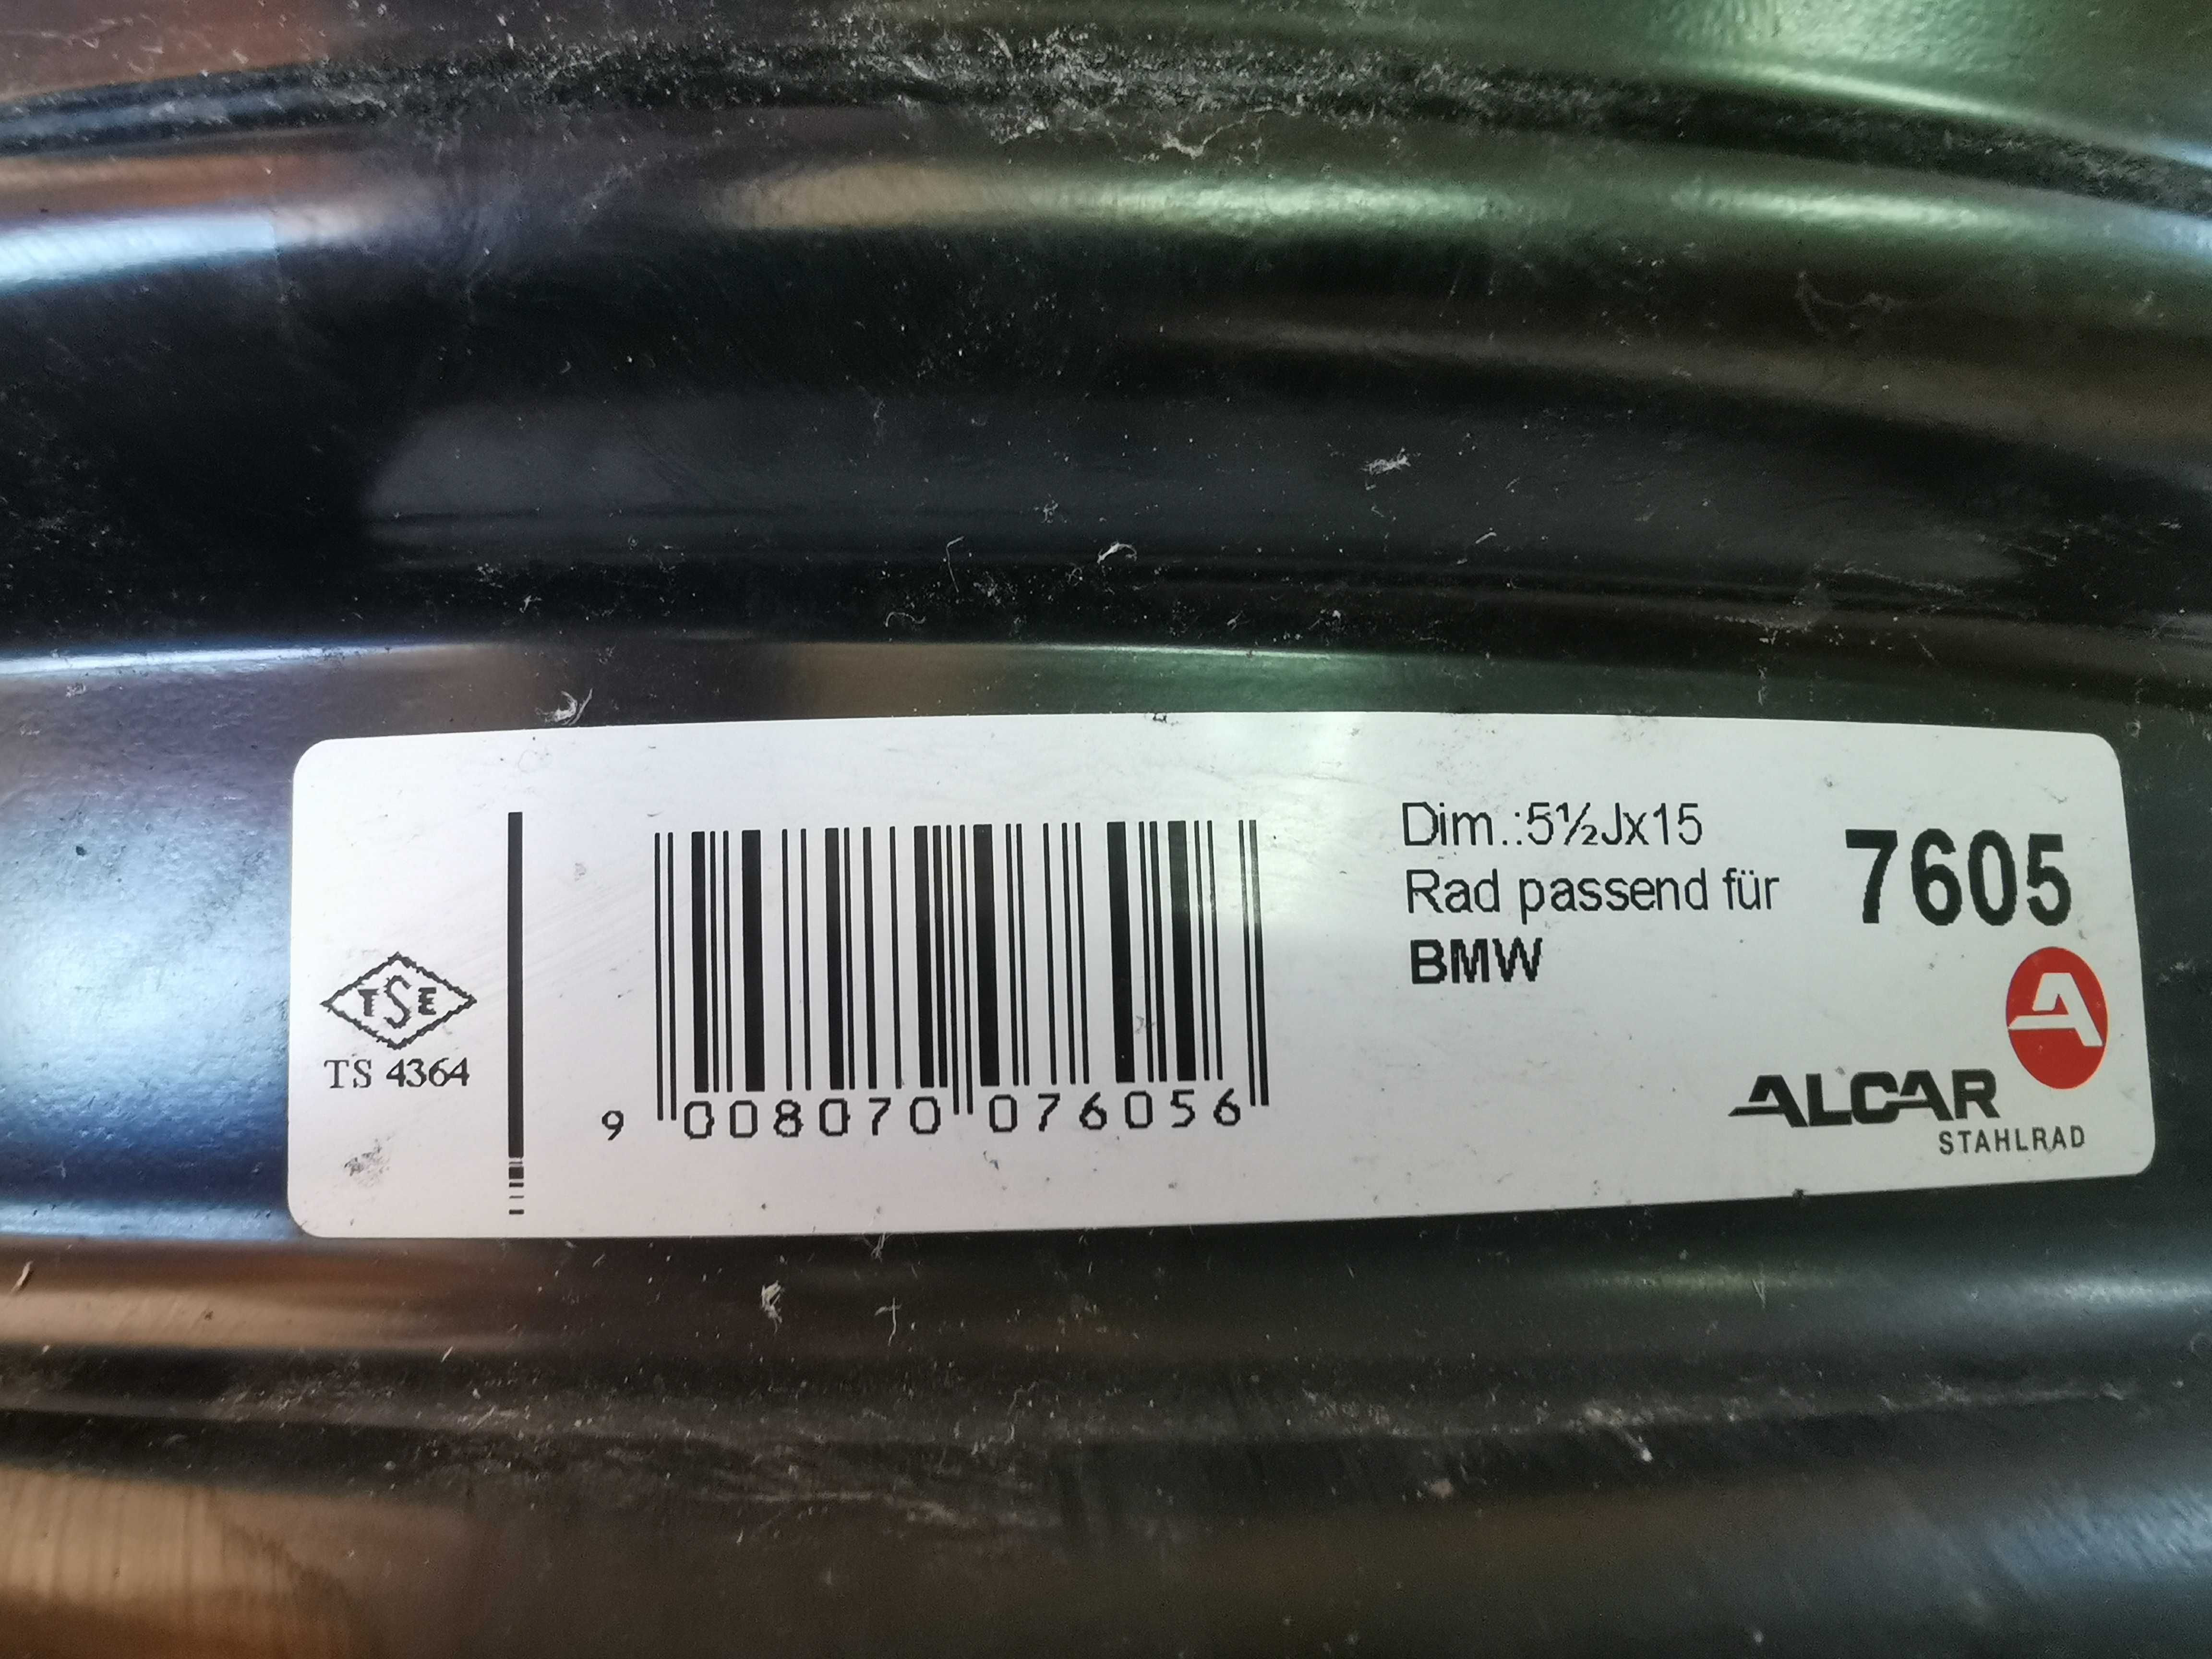 TSE
TS 4364
9 008070 076056
Dim.:5½Jx15
Rad passend für
BMW
7605
A
ALCAR
STAHLRAD